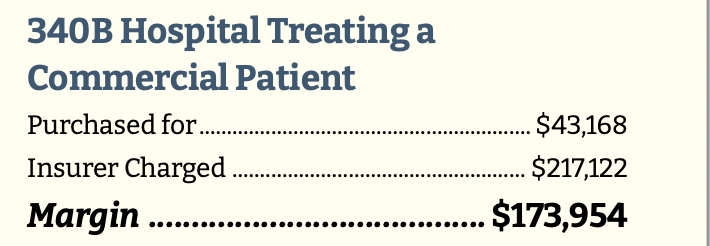 340B Hospital Treating a
Commercial Patient
Purchased for.......................................................... $43,168
Insurer Charged ..................................................... $217,122
Margin ....................................... $173,954